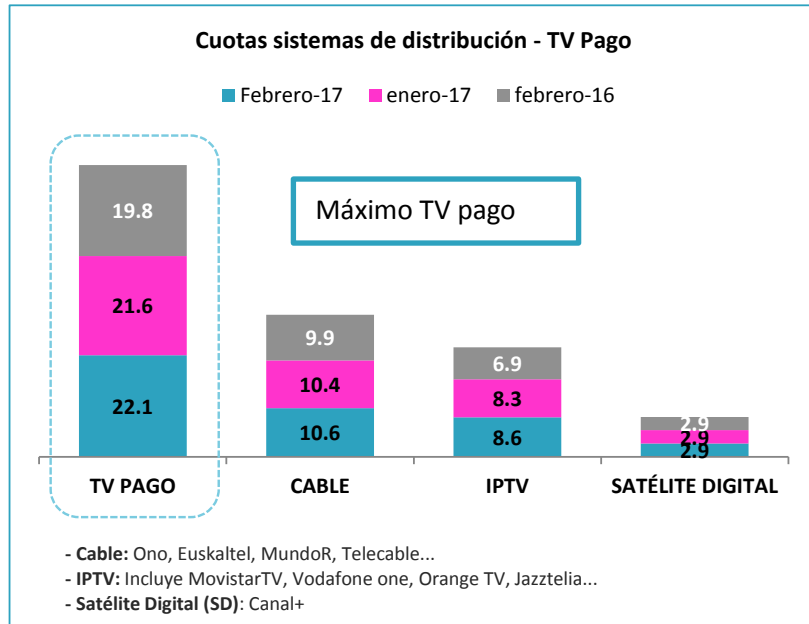 Cuotas sistemas de distribución - TV Pago
Febrero-17 enero-17 febrero-16
Máximo TV pago
19.8
21.6
22.1
9.9
10.4
10.6
6.9
8.3
8.6
2.9
2.9
2.9
TV PAGO CABLE IPTV SATÉLITE DIGITAL
- Cable: Ono, Euskaltel, MundoR, Telecable...
- IPTV: Incluye MovistarTV, Vodafone one, Orange TV, Jazztelia...
- Satélite Digital (SD): Canal+